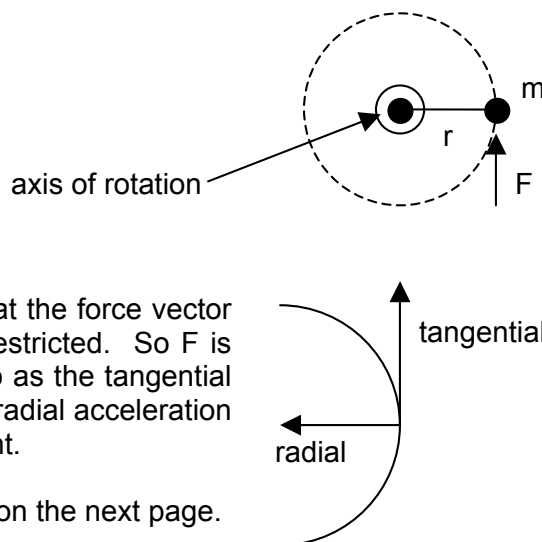 m
r
axis of rotation
F
at the force vector
estricted. So F is
o as the tangential
radial acceleration
nt.
tangential
radial
on the next page.